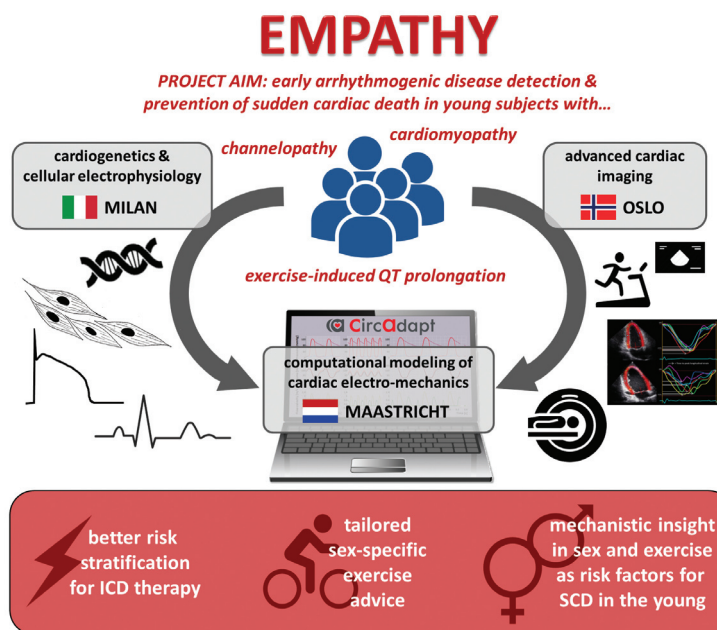 EMPATHY
PROJECT AIM: early arrhythmogenic disease detection &
prevention of sudden cardiac death in young subjects with...
cardiogenetics &
cellular electrophysiology
MILAN
channelopathy
cardiomyopathy
advanced cardiac
imaging
OSLO
exercise-induced QT prolongation
CircAdapt
computational modeling of
cardiac electro-mechanics
MAASTRICHT
better risk
stratification
for ICD therapy
tailored
sex-specific
exercise
advice
mechanistic insight
in sex and exercise
as risk factors for
SCD in the young